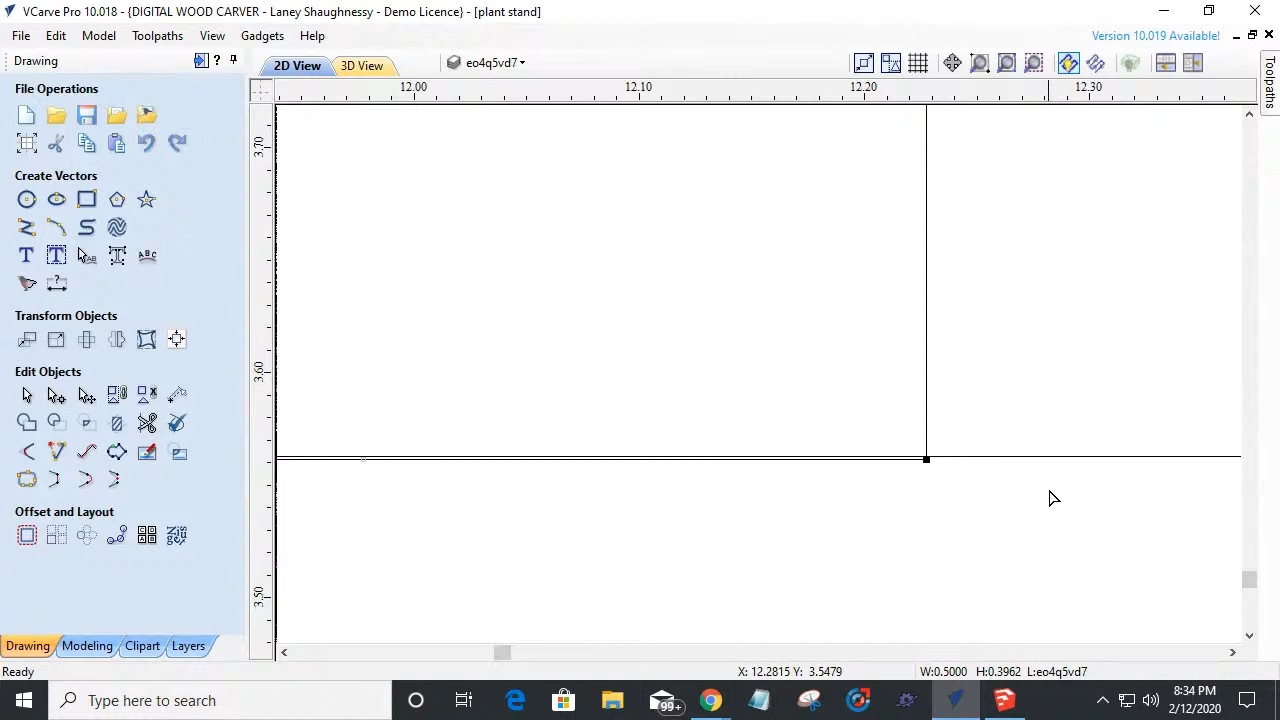 VCarve Pro 10.018 - {DIGITAL WOOD CARVER - Laney Shaughnessy - Demo Licence} - [plant stand]
File Edit Model Toolpaths View Gadgets Help
Version 10.019 Available!
Drawing
2D View
3D View
eo4q5vd7
File Operations
12.00 12.10 12.20 12.30
Toolpaths
3.70
3.60
3.50
Create Vectors
Transform Objects
Edit Objects
Offset and Layout
Drawing Modeling Clipart Layers
Ready
X: 12.2815 Y: 3.5479
W:0.5000 H:0.3962 L:eo4q5vd7
Type here to search
99+
8:34 PM
2/12/2020